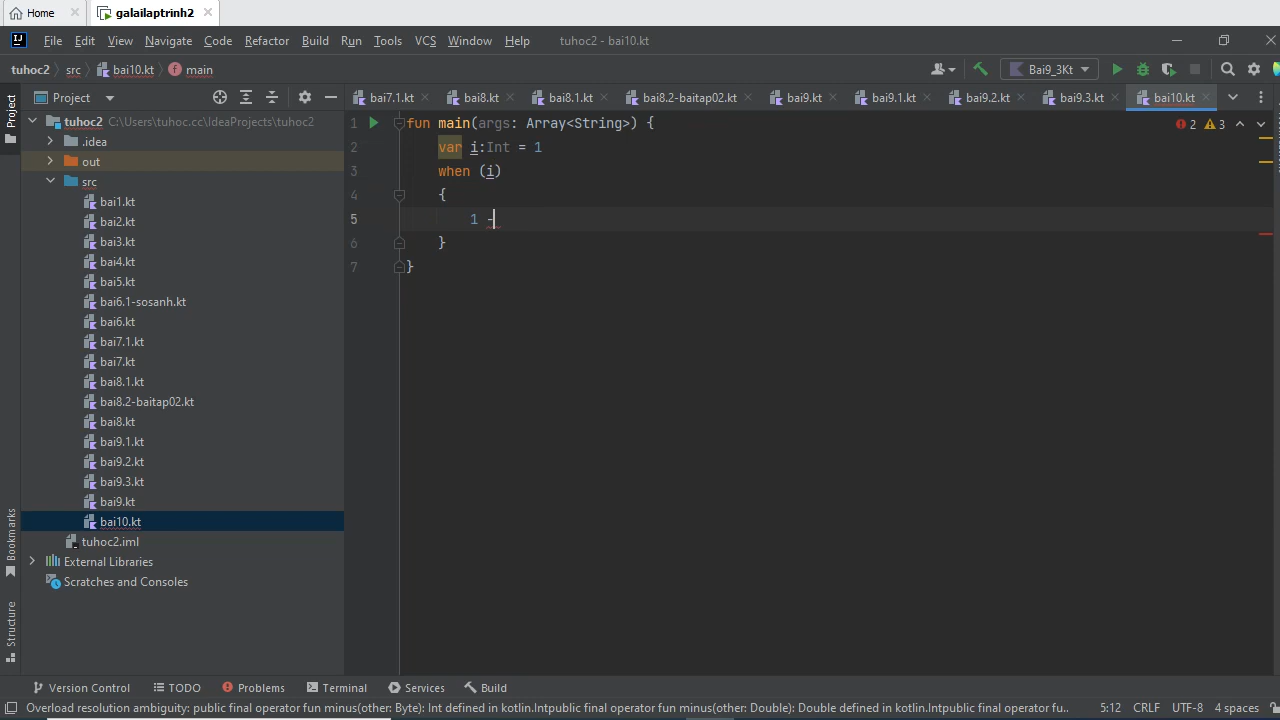 Home
galailaptrinh2
File Edit View Navigate Code Refactor Build Run Tools VCS Window Help tuhoc2 - bai10.kt
tuhoc2 src bai10.kt main
Bai9_3Kt
Project
Project
bai7.1.kt bai8.kt bai8.1.kt bai8.2-baitap02.kt bai9.kt bai9.1.kt bai9.2.kt bai9.3.kt bai10.kt
tuhoc2 C:\Users\tuhoc.cc\IdeaProjects\tuhoc2
.idea
out
src
bai1.kt
bai2.kt
bai3.kt
bai4.kt
bai5.kt
bai6.1-sosanh.kt
bai6.kt
bai7.1.kt
bai7.kt
bai8.1.kt
bai8.2-baitap02.kt
bai8.kt
bai9.1.kt
bai9.2.kt
bai9.3.kt
bai9.kt
bai10.kt
tuhoc2.iml
External Libraries
Scratches and Consoles
1 fun main(args: Array<String>) {
2 var i:Int = 1
3 when (i)
4 {
5 1 -
6 }
7 }
2 3
Bookmarks
Structure
Version Control TODO Problems Terminal Services Build
Overload resolution ambiguity: public final operator fun minus(other: Byte): Int defined in kotlin.Intpublic final operator fun minus(other: Double): Double defined in kotlin.Intpublic final operator fu.. 5:12 CRLF UTF-8 4 spaces